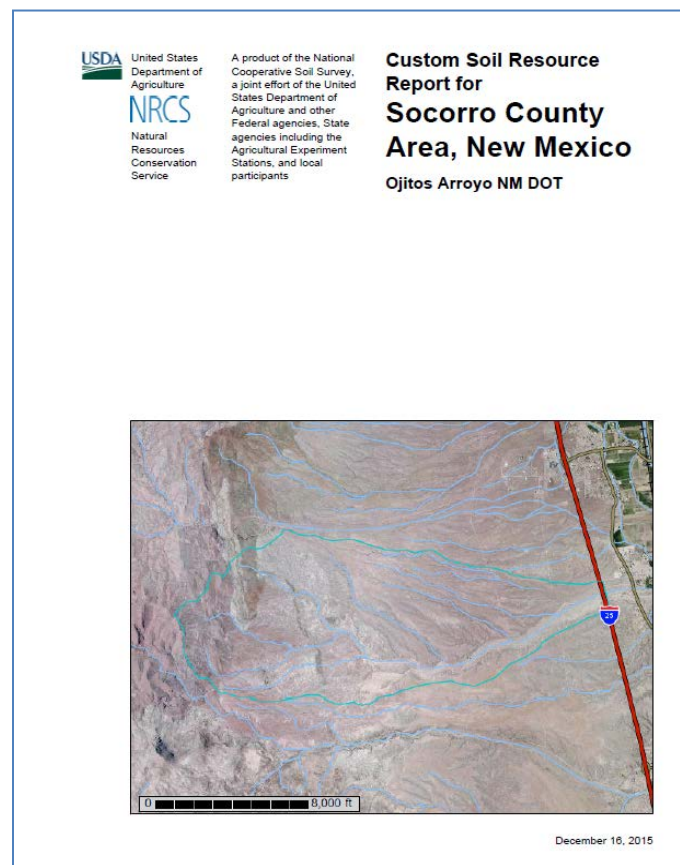 USDA
United States
Department of
Agriculture
NRCS
Natural
Resources
Conservation
Service
A product of the National
Cooperative Soil Survey,
a joint effort of the United
States Department of
Agriculture and other
Federal agencies, State
agencies including the
Agricultural Experiment
Stations, and local
participants
Custom Soil Resource
Report for
Socorro County
Area, New Mexico
Ojitos Arroyo NM DOT
25
0 8,000 ft
December 16, 2015